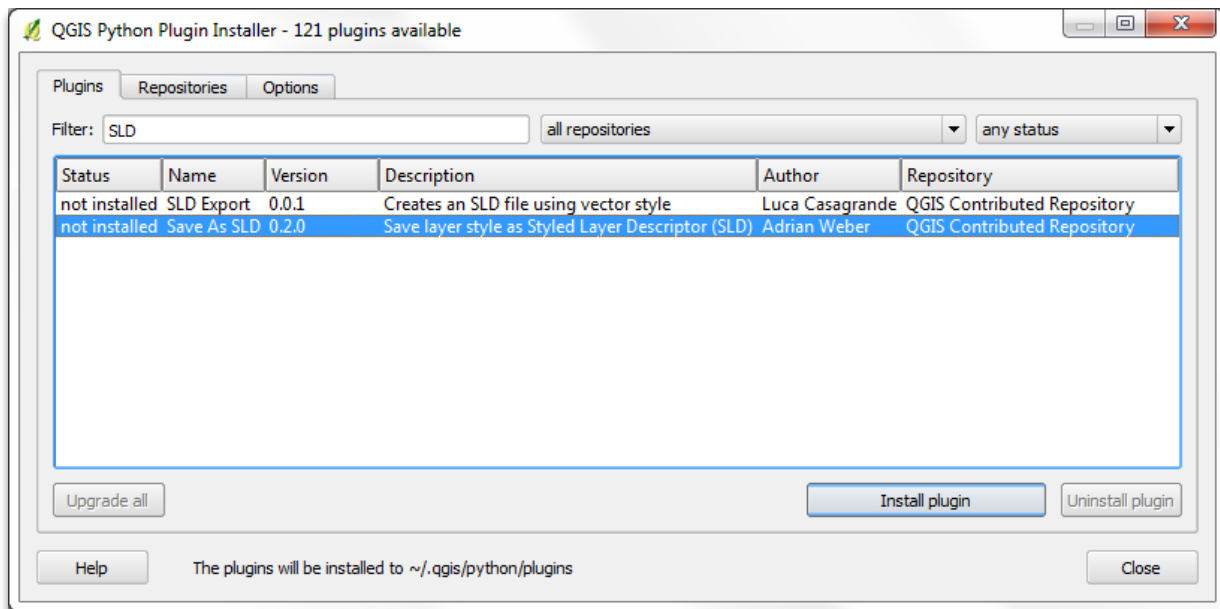 QGIS Python Plugin Installer - 121 plugins available
Plugins Repositories Options
Filter: SLD all repositories any status
Status Name Version Description Author Repository
not installed SLD Export 0.0.1 Creates an SLD file using vector style Luca Casagrande QGIS Contributed Repository
not installed Save As SLD 0.2.0 Save layer style as Styled Layer Descriptor (SLD) Adrian Weber QGIS Contributed Repository
Upgrade all Install plugin Uninstall plugin
Help The plugins will be installed to ~/.qgis/python/plugins Close